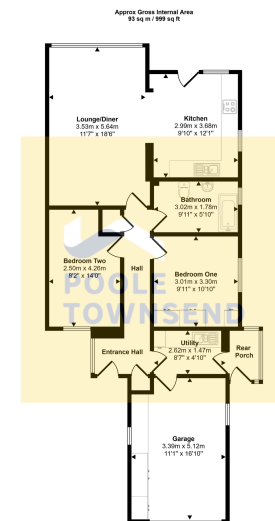 Approx Gross Internal Area
93 sq m / 999 sq ft
Lounge/Diner
3.53m x 5.64m
11'7" x 18'6"
Kitchen
2.99m x 3.68m
9'10" x 12'1"
Bathroom
3.02m x 1.78m
9'11" x 5'10"
Bedroom Two
2.50m x 4.26m
8'2" x 14'0"
Hall
Bedroom One
3.01m x 3.30m
9'11" x 10'10"
POOLE
TOWNSEND
Entrance Hall
Utility
2.62m x 1.47m
8'7" x 4'10"
Rear
Porch
Garage
3.39m x 5.12m
11'1" x 16'10"